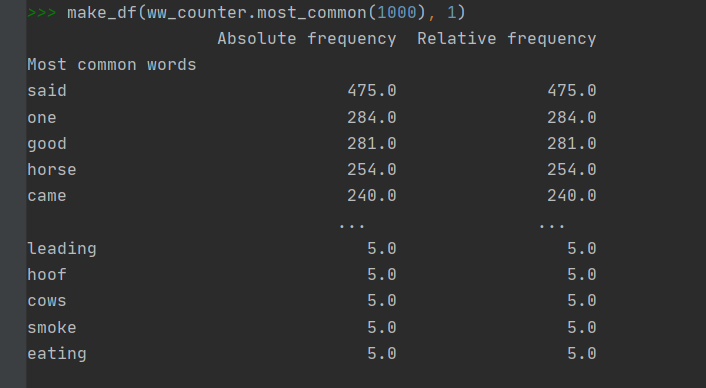 >>> make_df(ww_counter.most_common(1000), 1)
Absolute frequency Relative frequency
Most common words
said 475.0 475.0
one 284.0 284.0
good 281.0 281.0
horse 254.0 254.0
came 240.0 240.0
... ...
leading 5.0 5.0
hoof 5.0 5.0
cows 5.0 5.0
smoke 5.0 5.0
eating 5.0 5.0